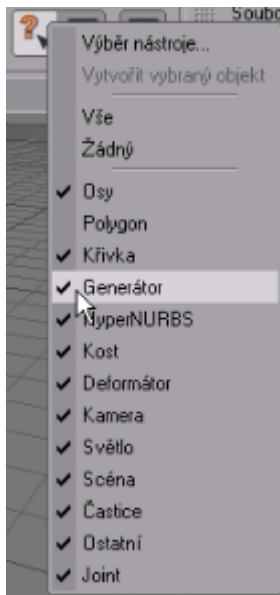 Soubo
Výběr nástroje...
Vytvořit vybraný objekt
Vše
Žádný
Osy
Polygon
Křivka
Generátor
HyperNURBS
Kost
Deformátor
Kamera
Světlo
Scéna
Častice
Ostatní
Joint